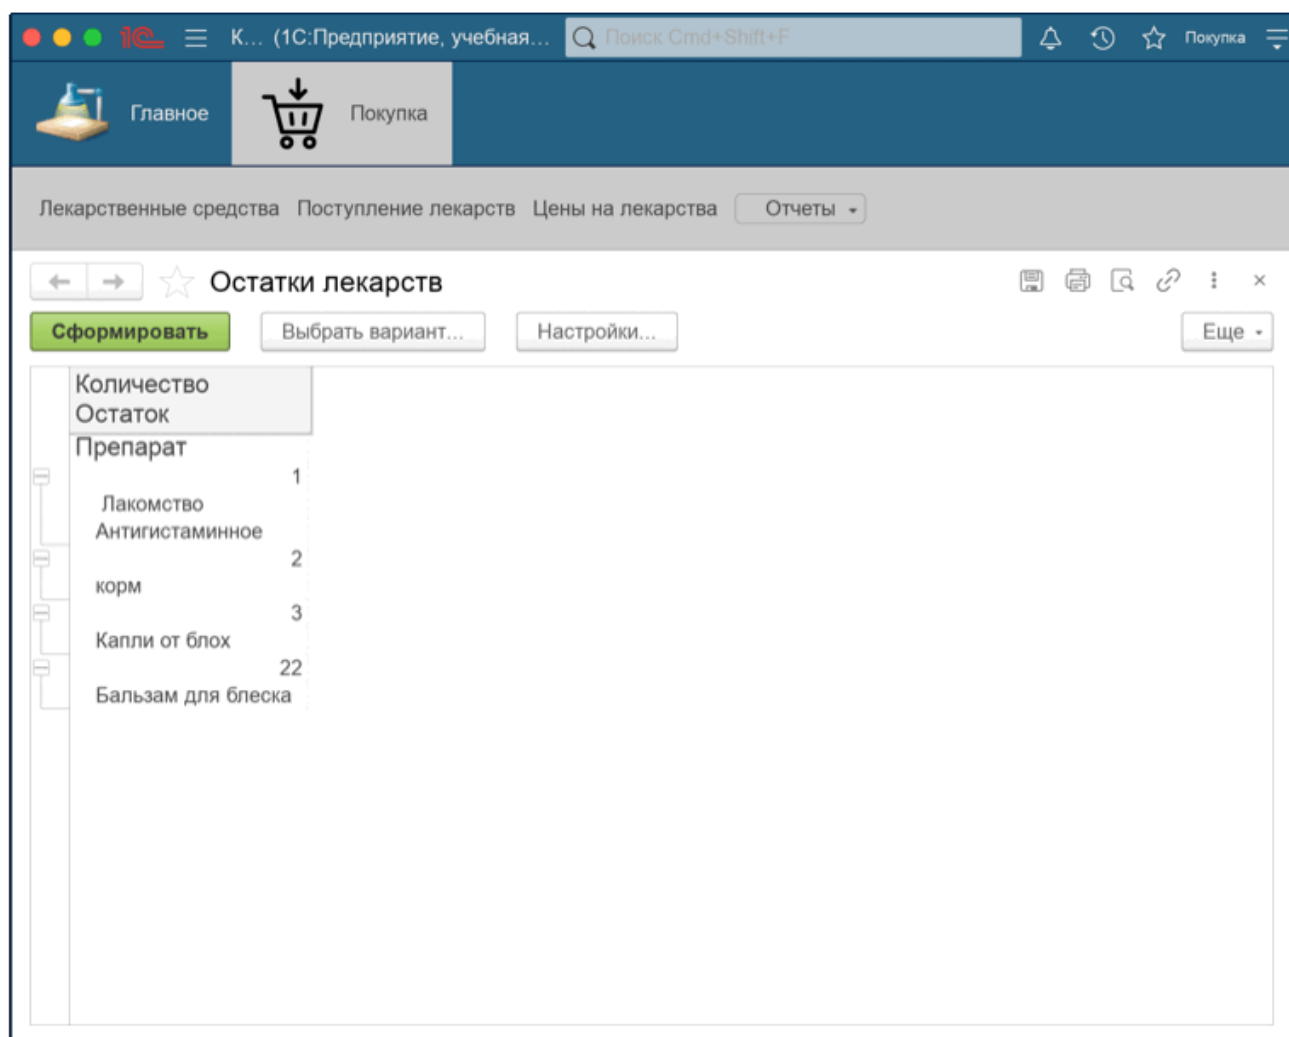 1С К... (1С:Предприятие, учебная... Поиск Cmd+Shift+F Покупка
Главное Покупка
Лекарственные средства Поступление лекарств Цены на лекарства Отчеты
Остатки лекарств
Сформировать Выбрать вариант... Настройки... Еще
Количество
Остаток
Препарат
1
Лакомство
Антигистаминное
2
корм
3
Капли от блох
22
Бальзам для блеска